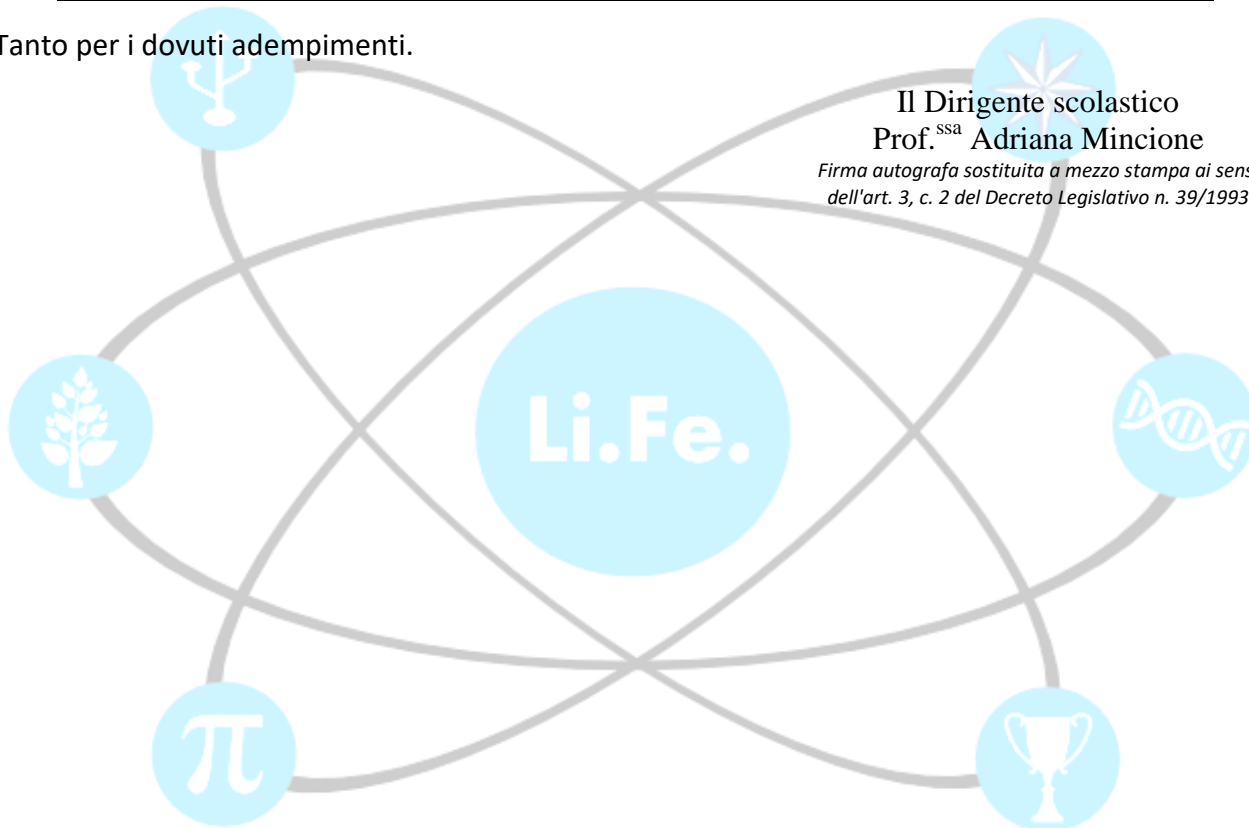 Tanto per i dovuti adempimenti.
Il Dirigente scolastico
Prof.ssa Adriana Mincione
Firma autografa sostituita a mezzo stampa ai sens
dell'art. 3, c. 2 del Decreto Legislativo n. 39/1993
Li.Fe.
π